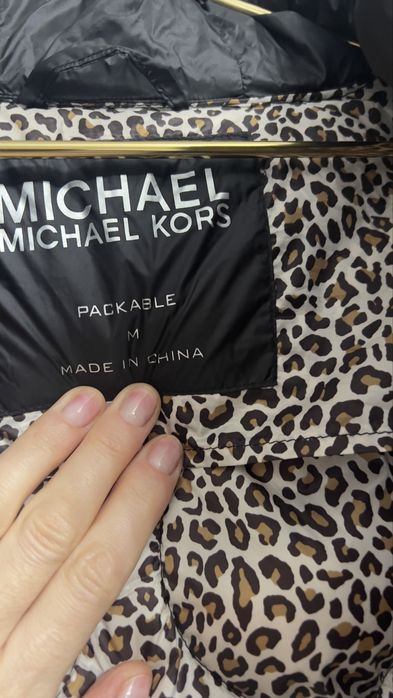 MICHAEL
MICHAEL KORS
PACKABLE
M
MADE IN CHINA